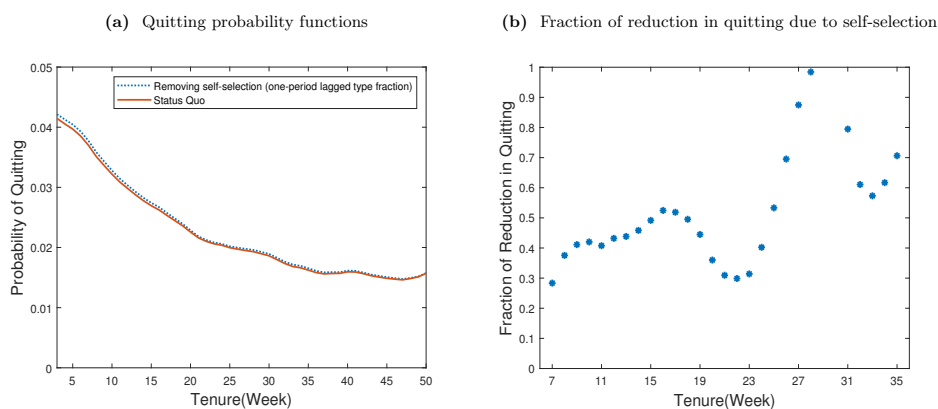 (a) Quitting probability functions
Probability of Quitting
0.05
0.04
0.03
0.02
0.01
0
Removing self-selection (one-period lagged type fraction)
Status Quo
5 10 15 20 25 30 35 40 45 50
Tenure(Week)
(b) Fraction of reduction in quitting due to self-selection
Fraction of Reduction in Quitting
1
0.9
0.8
0.7
0.6
0.5
0.4
0.3
0.2
0.1
0
7 11 15 19 23 27 31 35
Tenure(Week)